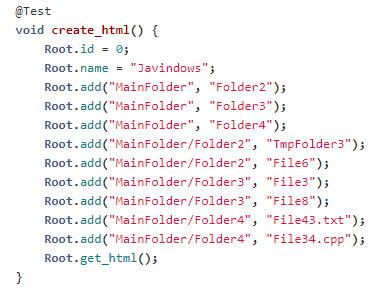 @Test
void create_html() {
    Root.id = 0;
    Root.name = "Javindows";
    Root.add("MainFolder", "Folder2");
    Root.add("MainFolder", "Folder3");
    Root.add("MainFolder", "Folder4");
    Root.add("MainFolder/Folder2", "TmpFolder3");
    Root.add("MainFolder/Folder2", "File6");
    Root.add("MainFolder/Folder3", "File3");
    Root.add("MainFolder/Folder3", "File8");
    Root.add("MainFolder/Folder4", "File43.txt");
    Root.add("MainFolder/Folder4", "File34.cpp");
    Root.get_html();
}